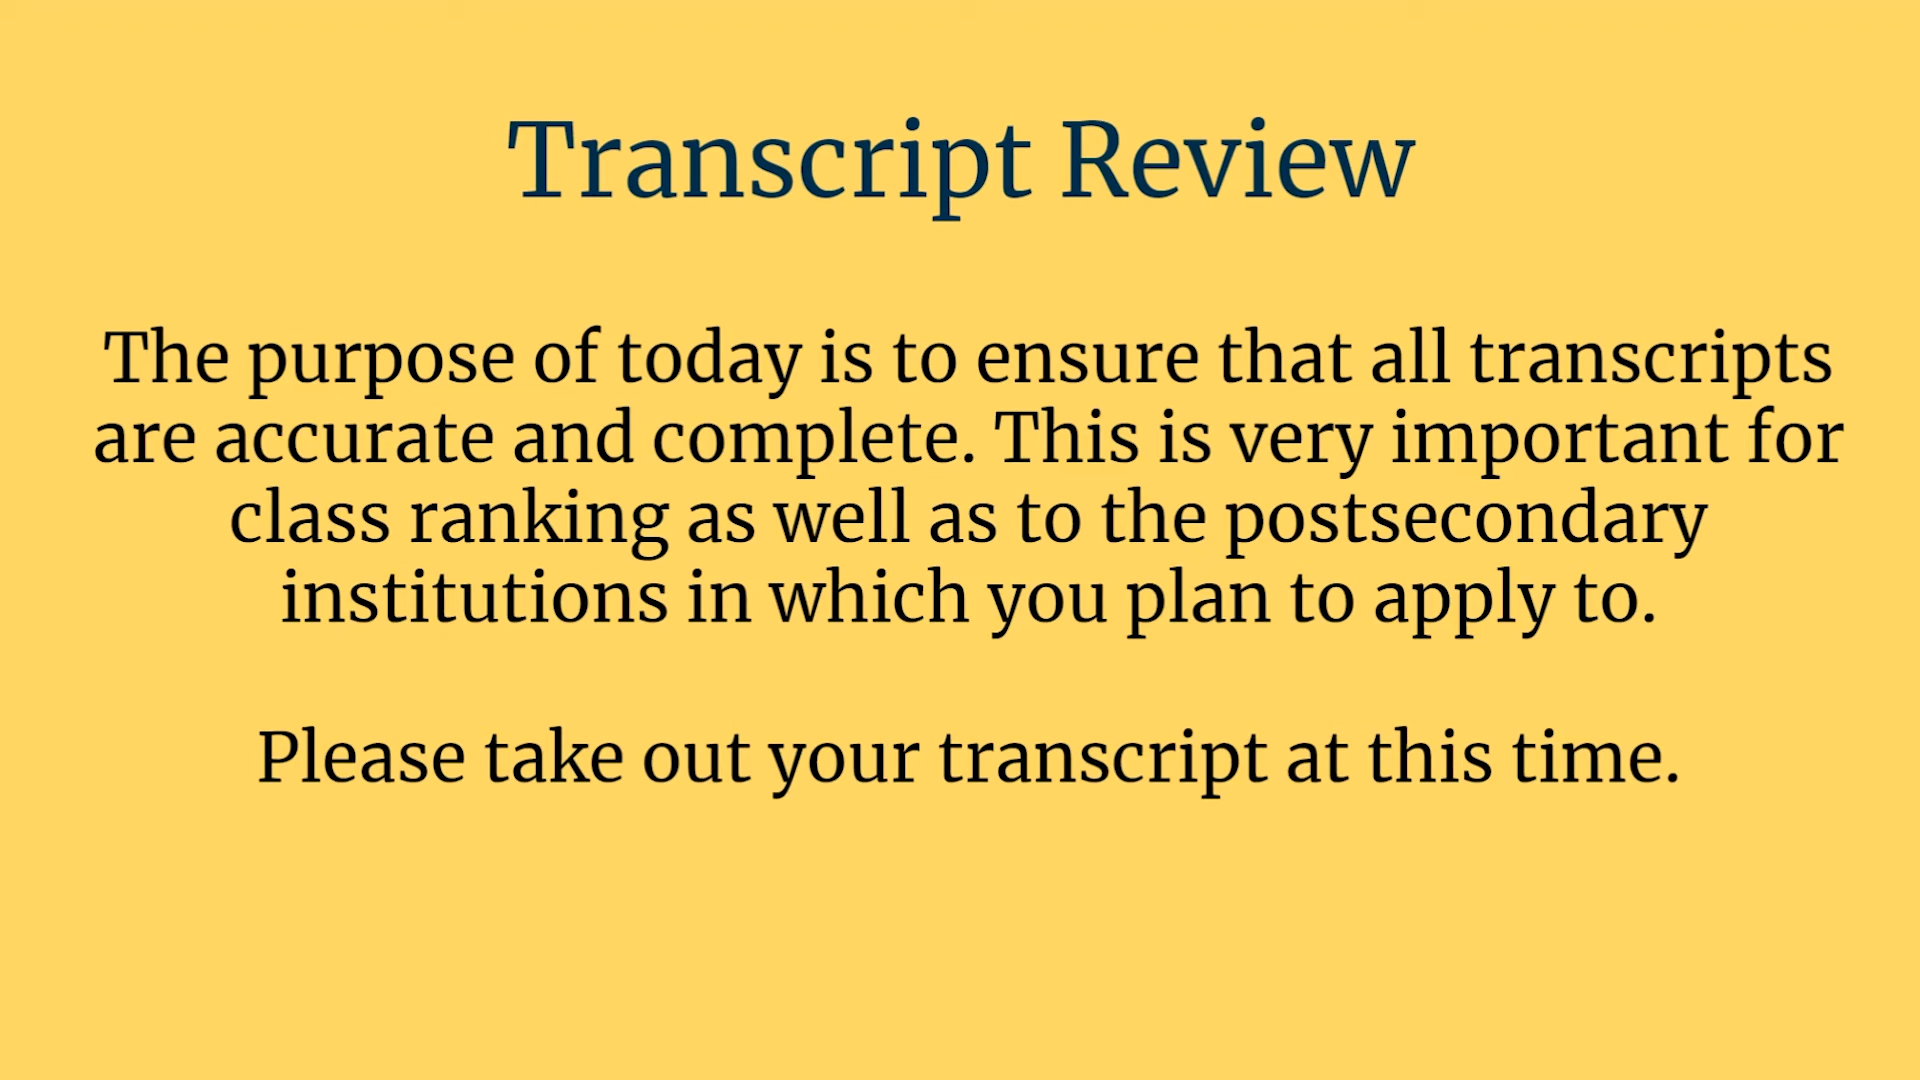 Transcript Review
The purpose of today is to ensure that all transcripts
are accurate and complete. This is very important for
class ranking as well as to the postsecondary
institutions in which you plan to apply to.
Please take out your transcript at this time.